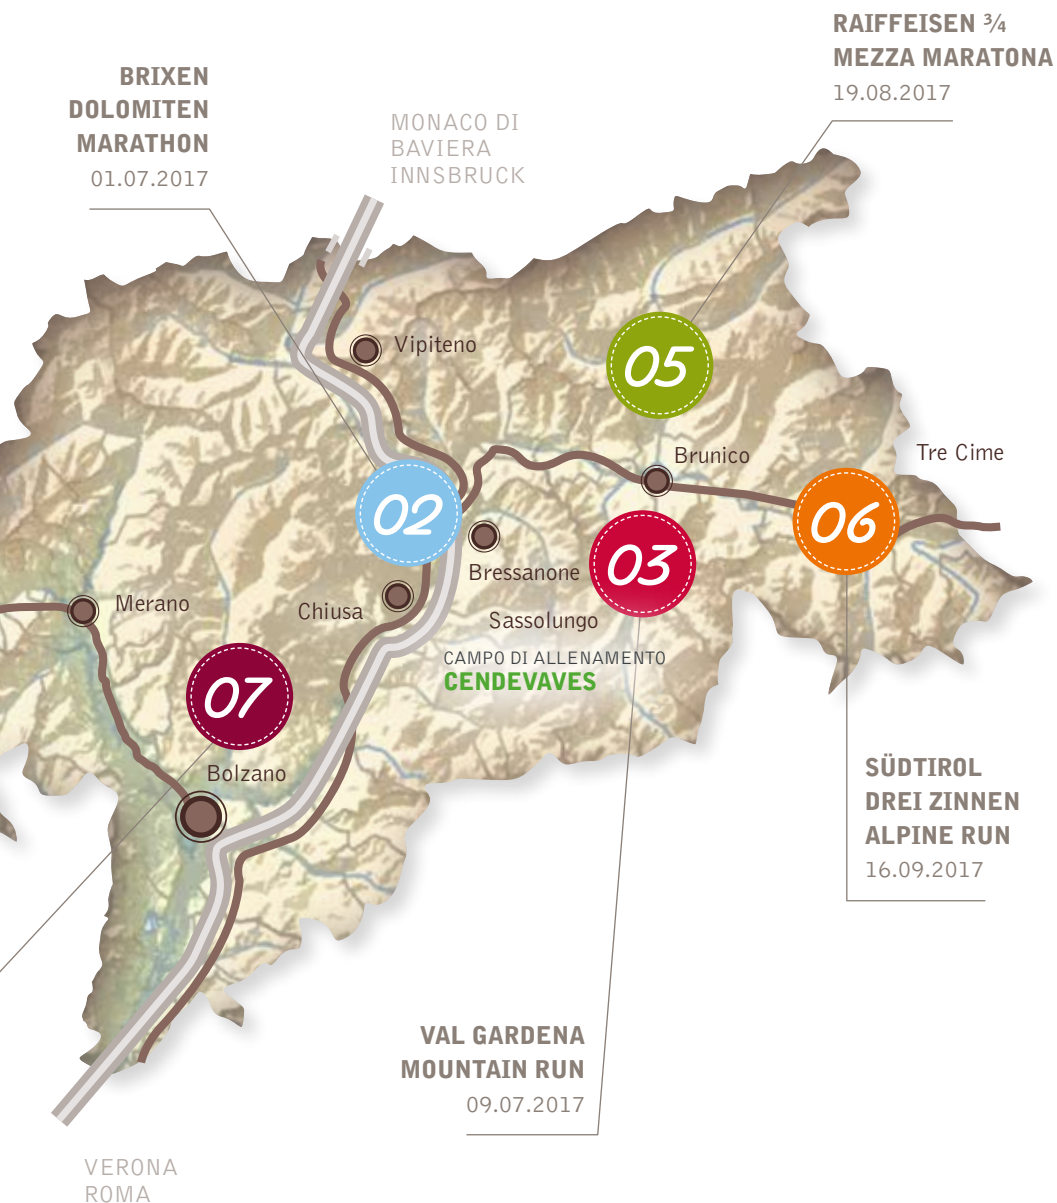 RAIFFEISEN ¾
MEZZA MARATONA
19.08.2017
BRIXEN
DOLOMITEN
MARATHON
01.07.2017
MONACO DI
BAVIERA
INNSBRUCK
Vipiteno
05
Brunico
Tre Cime
02
06
Bressanone
03
Merano
Chiusa
Sassolungo
CAMPO DI ALLENAMENTO
CENDEVAVES
07
Bolzano
SÜDTIROL
DREI ZINNEN
ALPINE RUN
16.09.2017
VAL GARDENA
MOUNTAIN RUN
09.07.2017
VERONA
ROMA